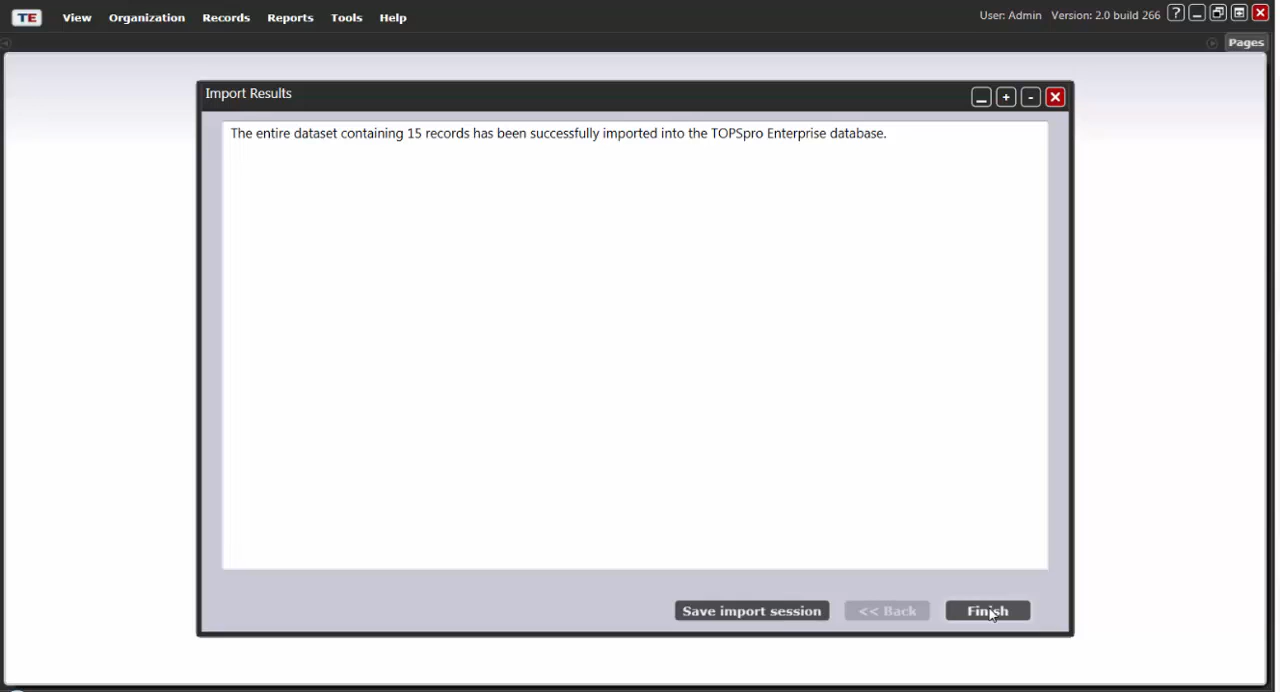 TE View Organization Records Reports Tools Help User: Admin Version: 2.0 build 266 ?
Pages
Import Results
The entire dataset containing 15 records has been successfully imported into the TOPSpro Enterprise database.
Save import session << Back Finish